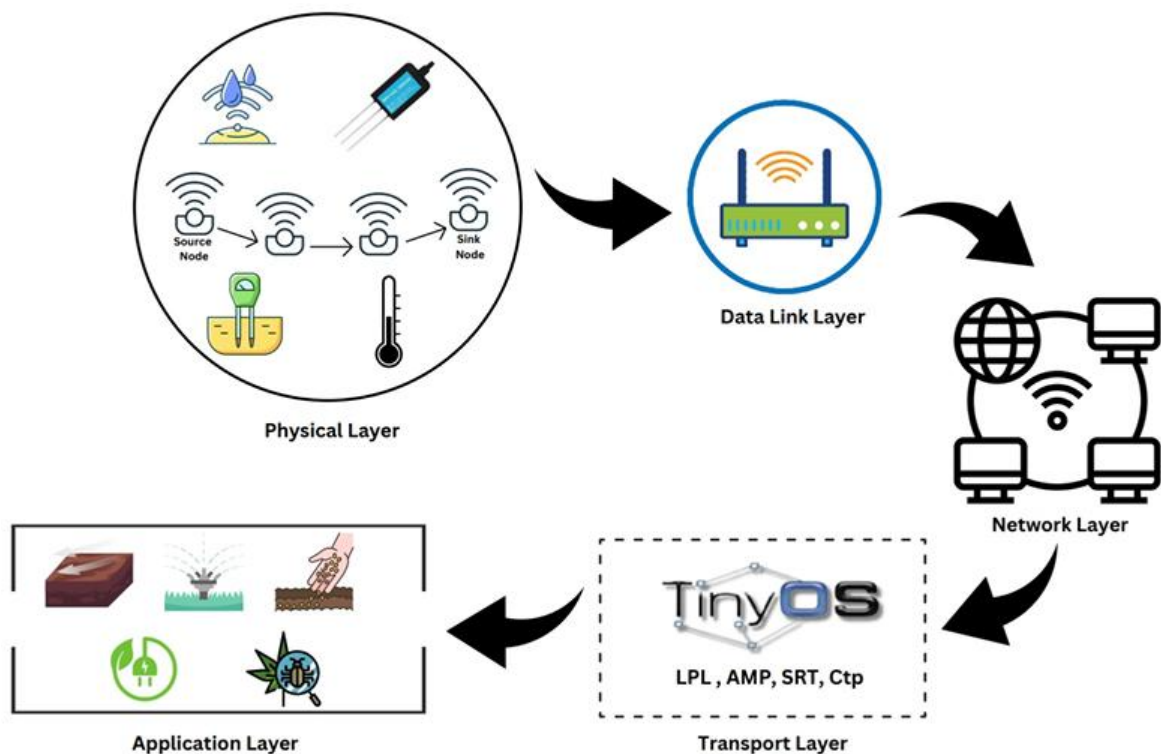 Source
Node
Sink
Node
Physical Layer
Data Link Layer
Network Layer
TinyOS
LPL , AMP, SRT, Ctp
Transport Layer
Application Layer